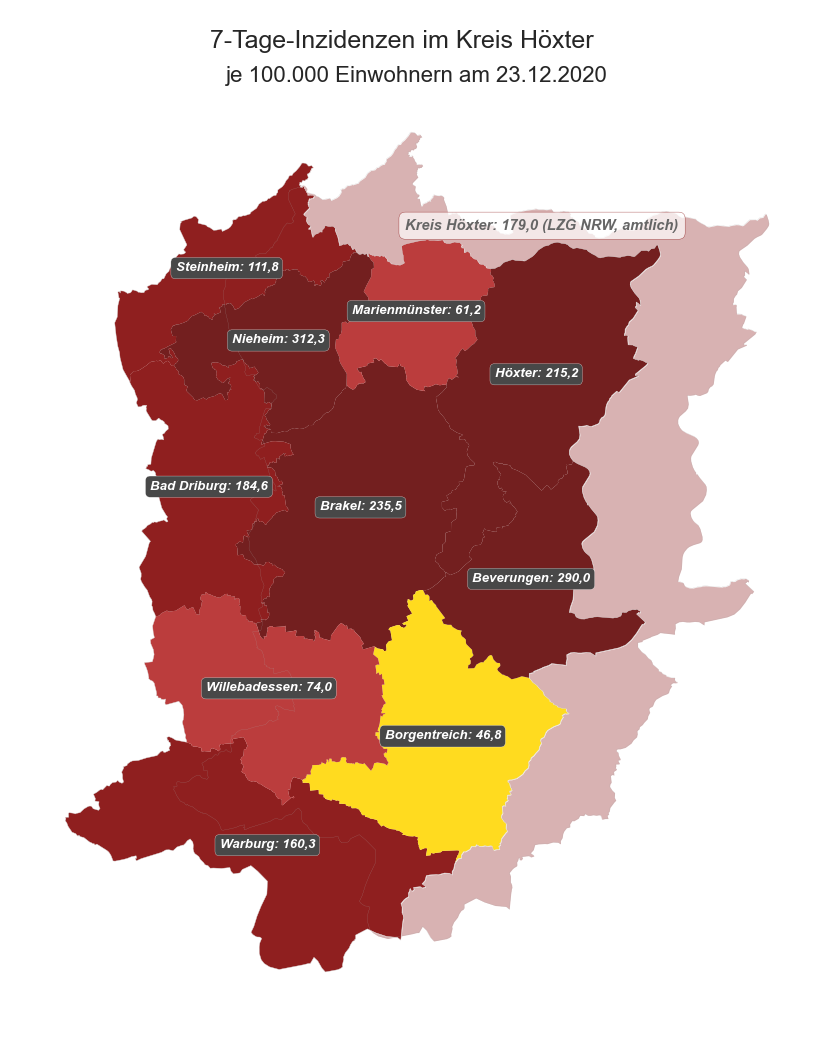 7-Tage-Inzidenzen im Kreis Höxter
je 100.000 Einwohnern am 23.12.2020
Kreis Höxter: 179,0 (LZG NRW, amtlich)
Steinheim: 111,8
Marienmünster: 61,2
Nieheim: 312,3
Höxter: 215,2
Bad Driburg: 184,6
Brakel: 235,5
Beverungen: 290,0
Willebadessen: 74,0
Borgentreich: 46,8
Warburg: 160,3